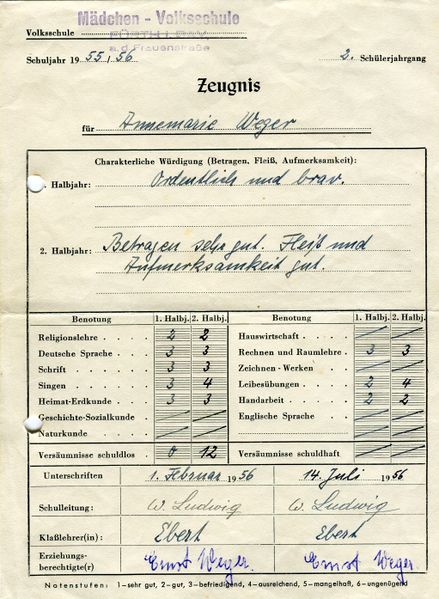 Mädchen - Volksschule
Volksschule FÜRTH i. BAY.
a. d. Frauenstraße
Schuljahr 1955/56 2. Schülerjahrgang
Zeugnis
für Annemarie Weger
Charakterliche Würdigung (Betragen, Fleiß, Aufmerksamkeit):
1. Halbjahr: Ordentlich und brav.
2. Halbjahr: Betragen sehr gut. Fleiß und
Aufmerksamkeit gut.
Benotung 1. Halbj. 2. Halbj. Benotung 1. Halbj. 2. Halbj.
Religionslehre 2 2 Hauswirtschaft
Deutsche Sprache 3 3 Rechnen und Raumlehre 3 3
Schrift 3 3 Zeichnen - Werken
Singen 3 4 Leibesübungen 2 4
Heimat-Erdkunde 3 3 Handarbeit 2 2
Geschichte-Sozialkunde Englische Sprache
Naturkunde
Versäumnisse schuldlos 0 12 Versäumnisse schuldhaft
Unterschriften 1. Februar 1956 14. Juli 1956
Schulleitung: W. Ludwig W. Ludwig
Klaßlehrer(in): Ebert Ebert
Erziehungs-
berechtigte(r) Ernst Weger. Ernst Weger.
Notenstufen: 1—sehr gut, 2—gut, 3—befriedigend, 4—ausreichend, 5—mangelhaft, 6—ungenügend